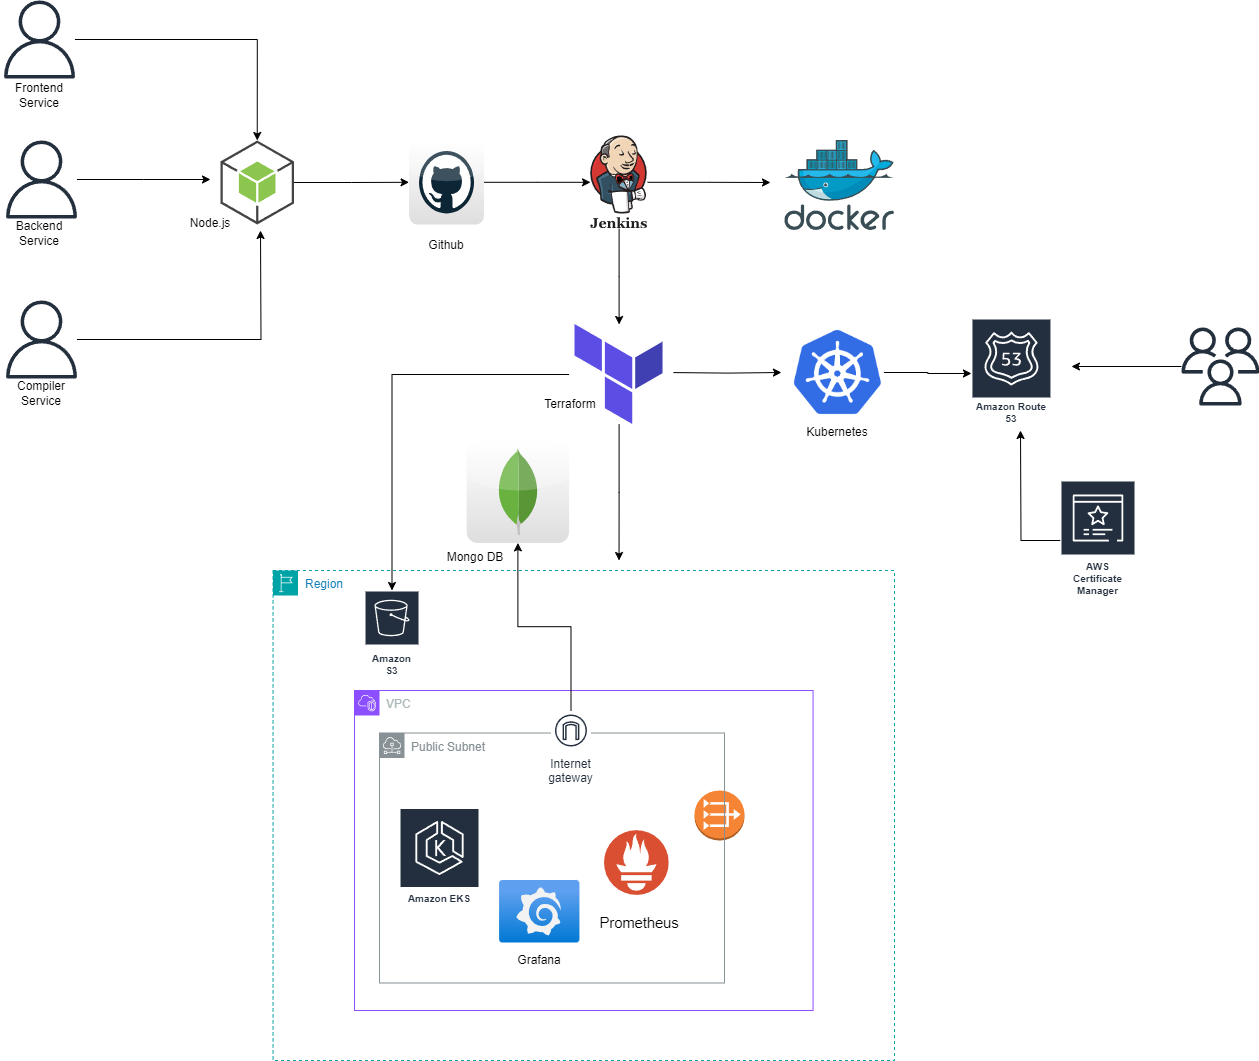 Frontend
Service
Backend
Service
Node.js
Github
Jenkins
docker
Compiler
Service
Terraform
Kubernetes
53
Amazon Route
53
Mongo DB
AWS
Certificate
Manager
Region
Amazon
S3
VPC
Public Subnet
Internet
gateway
K
Amazon EKS
Prometheus
Grafana